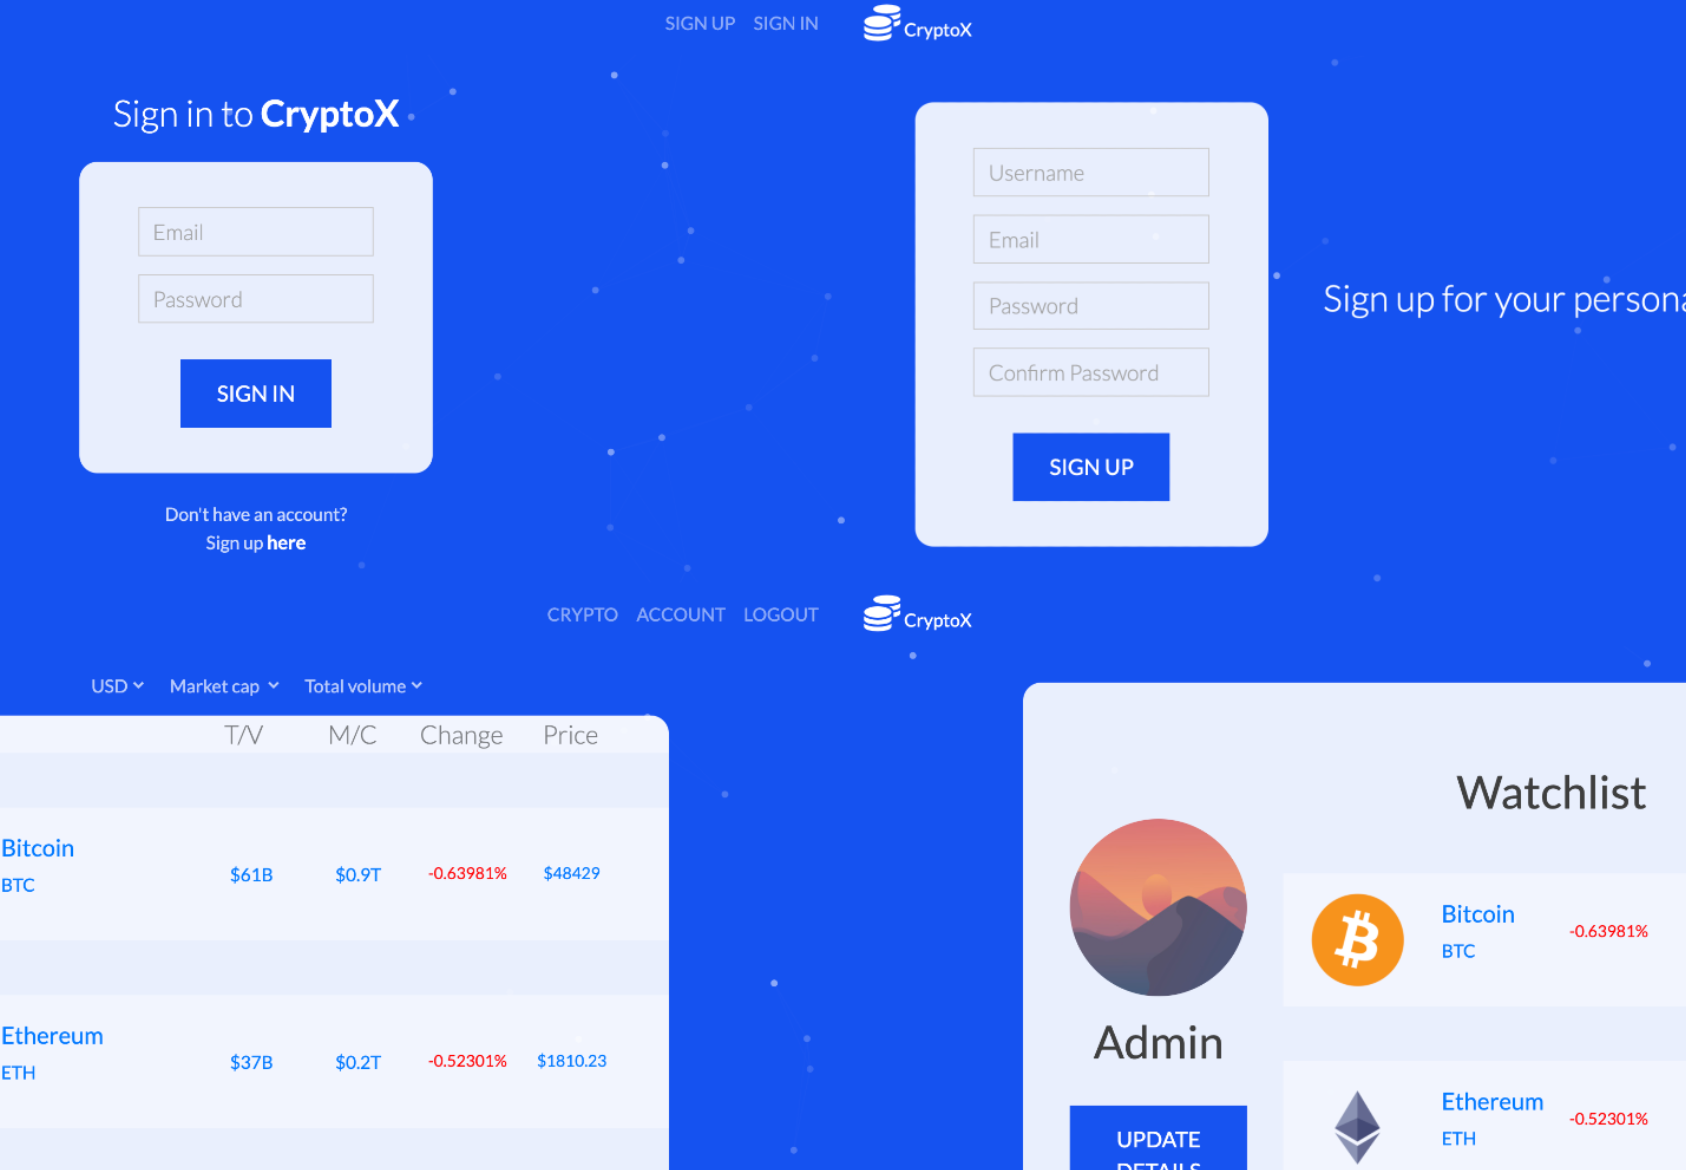 SIGN UP SIGN IN
CryptoX
Sign in to CryptoX
Email
Password
SIGN IN
Don't have an account?
Sign up here
Username
Email
Password
Confirm Password
SIGN UP
Sign up for your persona
CRYPTO ACCOUNT LOGOUT
CryptoX
USD Market cap Total volume
T/V M/C Change Price
Bitcoin
BTC
$61B $0.9T -0.63981% $48429
Ethereum
ETH
$37B $0.2T -0.52301% $1810.23
Watchlist
Admin
UPDATE
DETAILS
Bitcoin
BTC
-0.63981%
Ethereum
ETH
-0.52301%